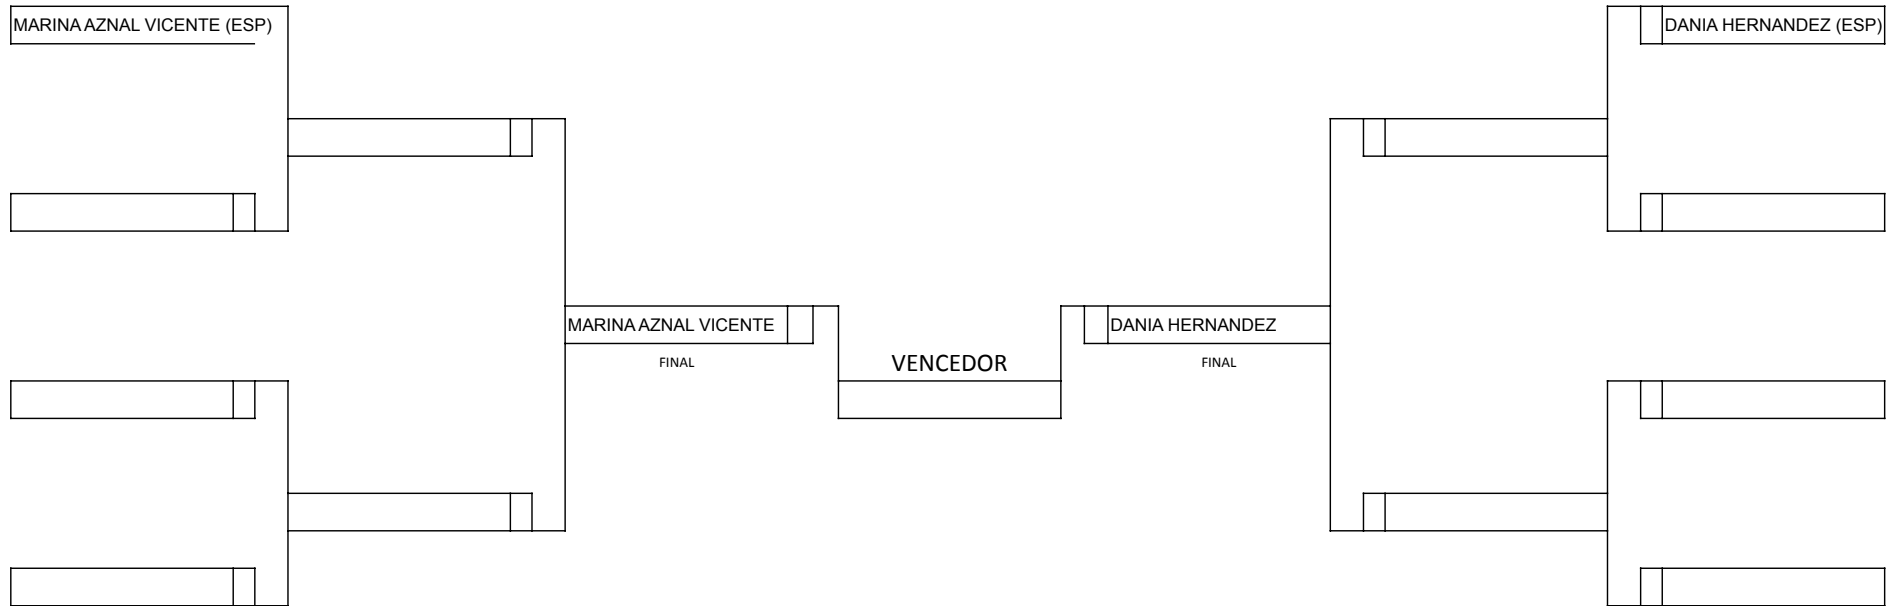 MARINA AZNAL VICENTE (ESP)
DANIA HERNANDEZ (ESP)
MARINA AZNAL VICENTE
DANIA HERNANDEZ
FINAL
VENCEDOR
FINAL